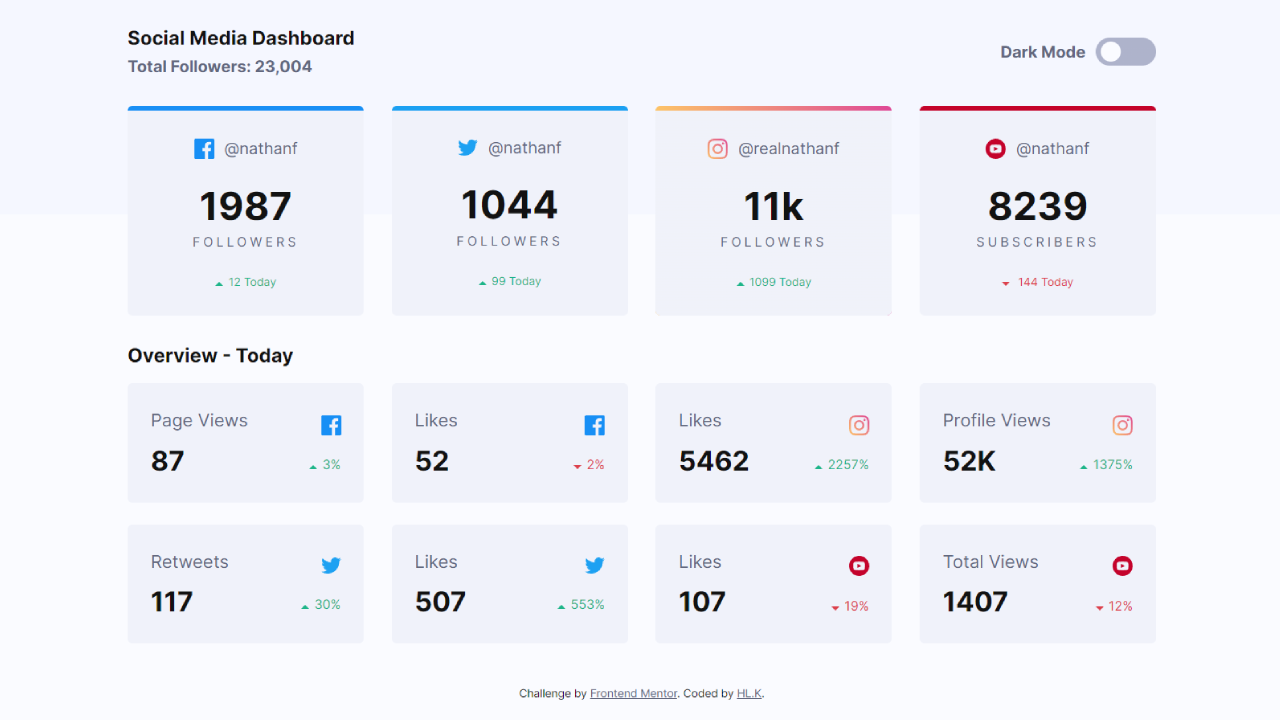 Social Media Dashboard
Total Followers: 23,004
Dark Mode
@nathanf
1987
FOLLOWERS
12 Today
@nathanf
1044
FOLLOWERS
99 Today
@realnathanf
11k
FOLLOWERS
1099 Today
@nathanf
8239
SUBSCRIBERS
144 Today
Overview - Today
Page Views
87
3%
Likes
52
2%
Likes
5462
2257%
Profile Views
52K
1375%
Retweets
117
30%
Likes
507
553%
Likes
107
19%
Total Views
1407
12%
Challenge by Frontend Mentor. Coded by HL.K.